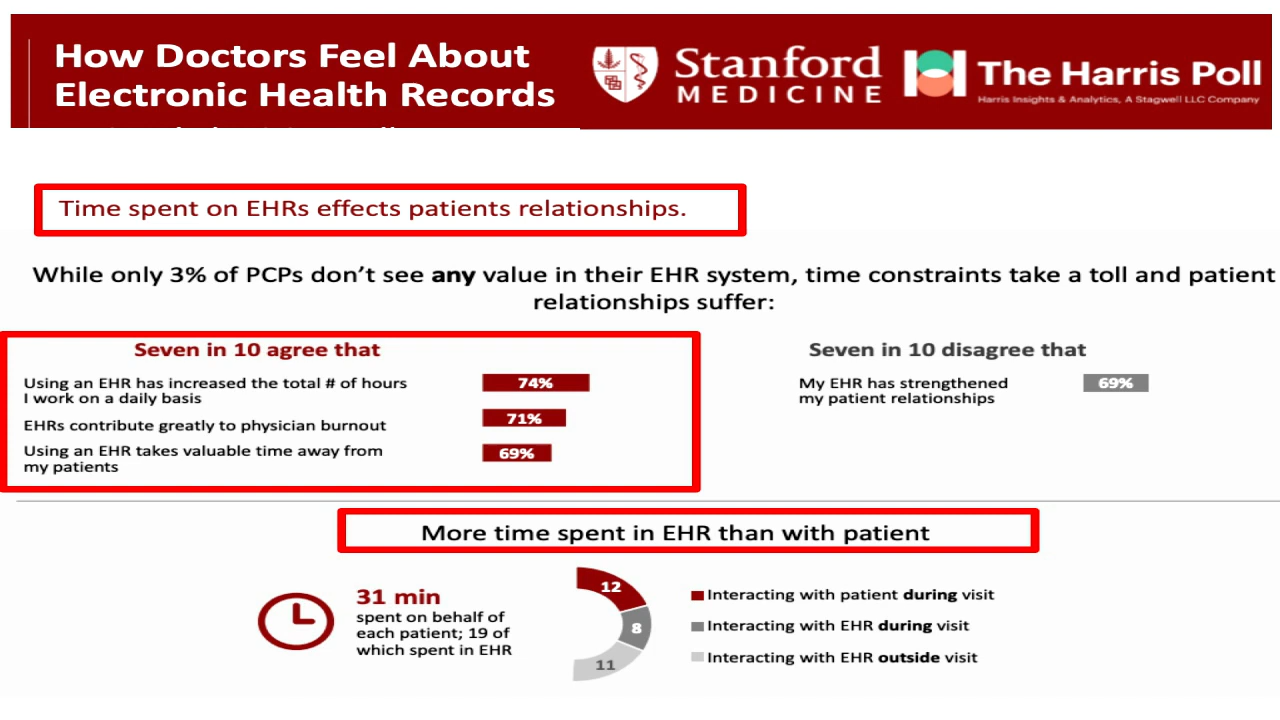 How Doctors Feel About
Electronic Health Records
Stanford
MEDICINE
The Harris Poll
Harris Insights & Analytics, A Stagwell LLC Company
Time spent on EHRs effects patients relationships.
While only 3% of PCPs don't see any value in their EHR system, time constraints take a toll and patient
relationships suffer:
Seven in 10 agree that
Using an EHR has increased the total # of hours
I work on a daily basis
74%
EHRs contribute greatly to physician burnout
71%
Using an EHR takes valuable time away from
my patients
69%
Seven in 10 disagree that
My EHR has strengthened
my patient relationships
69%
More time spent in EHR than with patient
31 min
spent on behalf of
each patient; 19 of
which spent in EHR
12
8
11
Interacting with patient during visit
Interacting with EHR during visit
Interacting with EHR outside visit